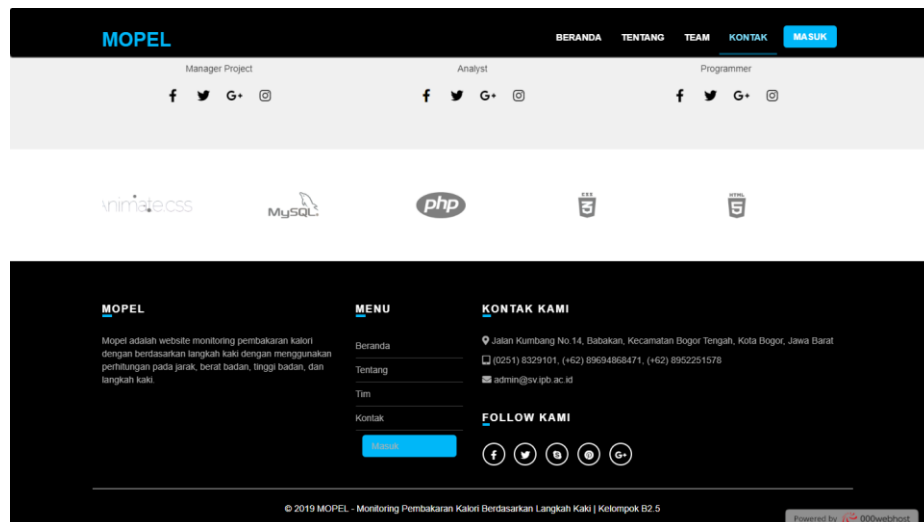 MOPEL
BERANDA TENTANG TEAM KONTAK MASUK
Manager Project Analyst Programmer
Animate.css MySQL php CSS 3 HTML 5
MOPEL
Mopel adalah website monitoring pembakaran kalori
dengan berdasarkan langkah kaki dengan menggunakan
perhitungan pada jarak, berat badan, tinggi badan, dan
langkah kaki.
MENU
Beranda
Tentang
Tim
Kontak
Masuk
KONTAK KAMI
Jalan Kumbang No.14, Babakan, Kecamatan Bogor Tengah, Kota Bogor, Jawa Barat
(0251) 8329101, (+62) 89694868471, (+62) 8952251578
admin@sv.ipb.ac.id
FOLLOW KAMI
© 2019 MOPEL - Monitoring Pembakaran Kalori Berdasarkan Langkah Kaki | Kelompok B2.5
Powered by 000webhost